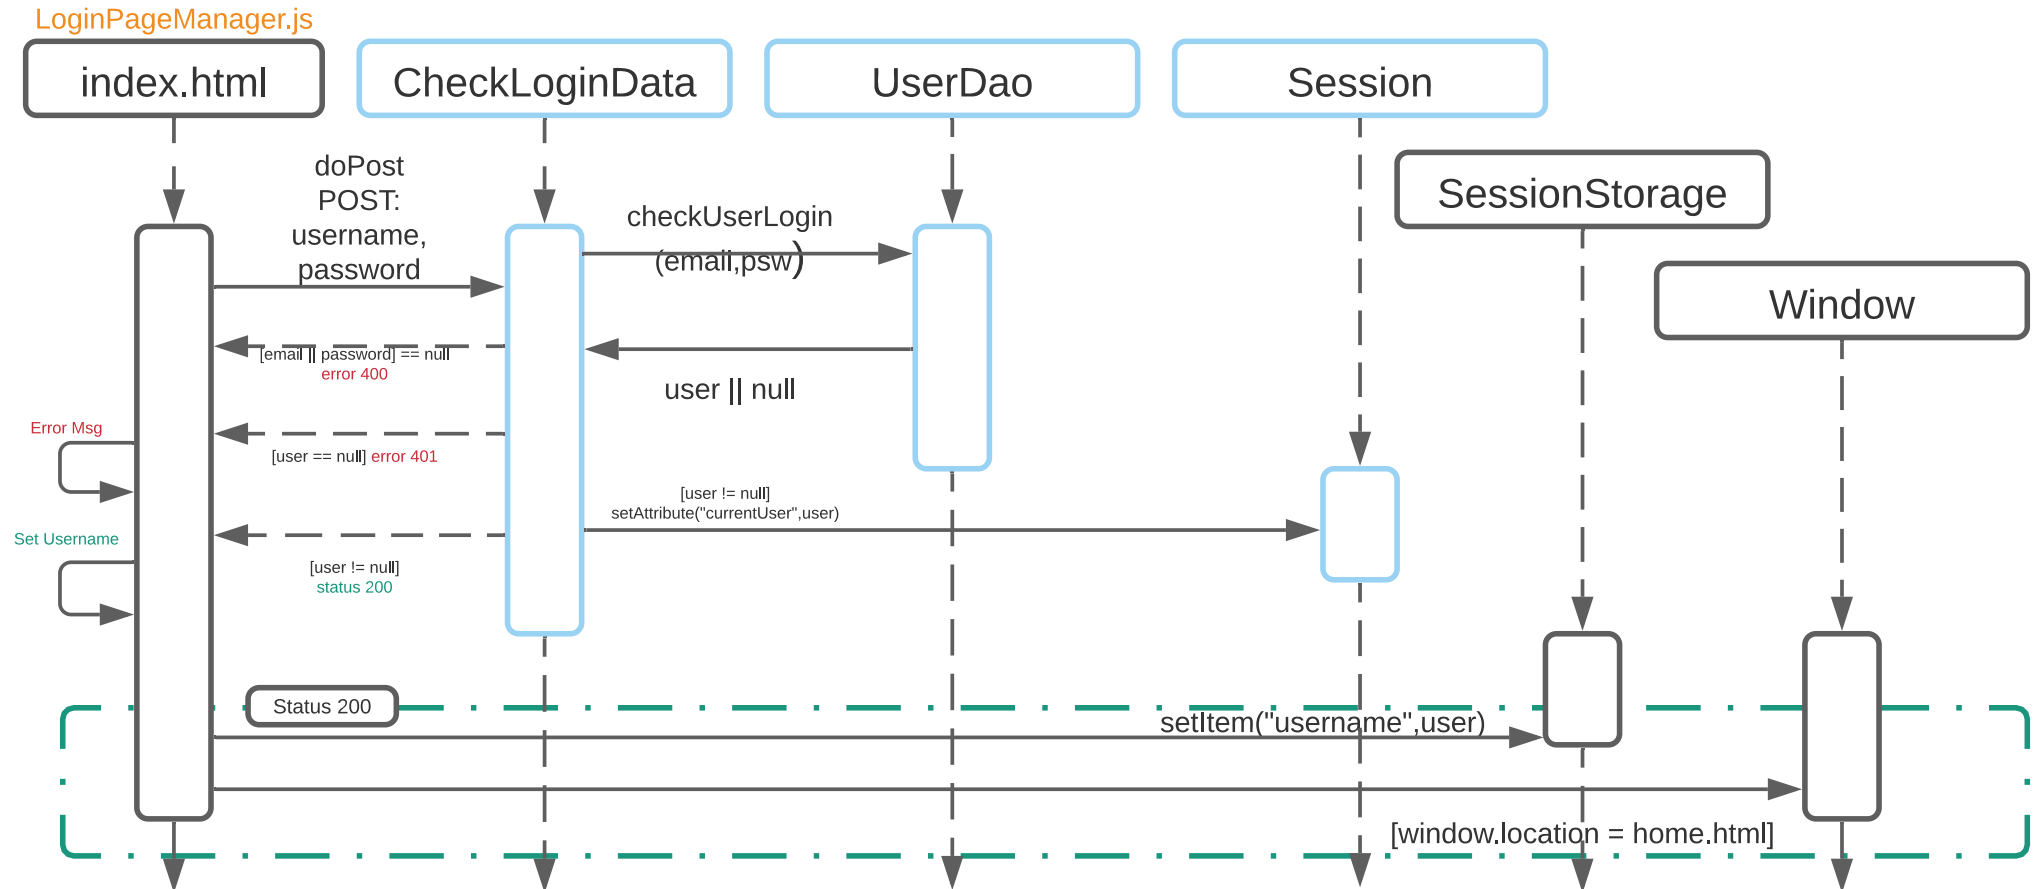 LoginPageManager.js
index.html
CheckLoginData
UserDao
Session
SessionStorage
Window
doPost
POST:
username,
password
checkUserLogin
(email,psw)
[email || password] == null
error 400
user || null
Error Msg
[user == null] error 401
[user != null]
setAttribute("currentUser",user)
Set Username
[user != null]
status 200
Status 200
setItem("username",user)
[window.location = home.html]